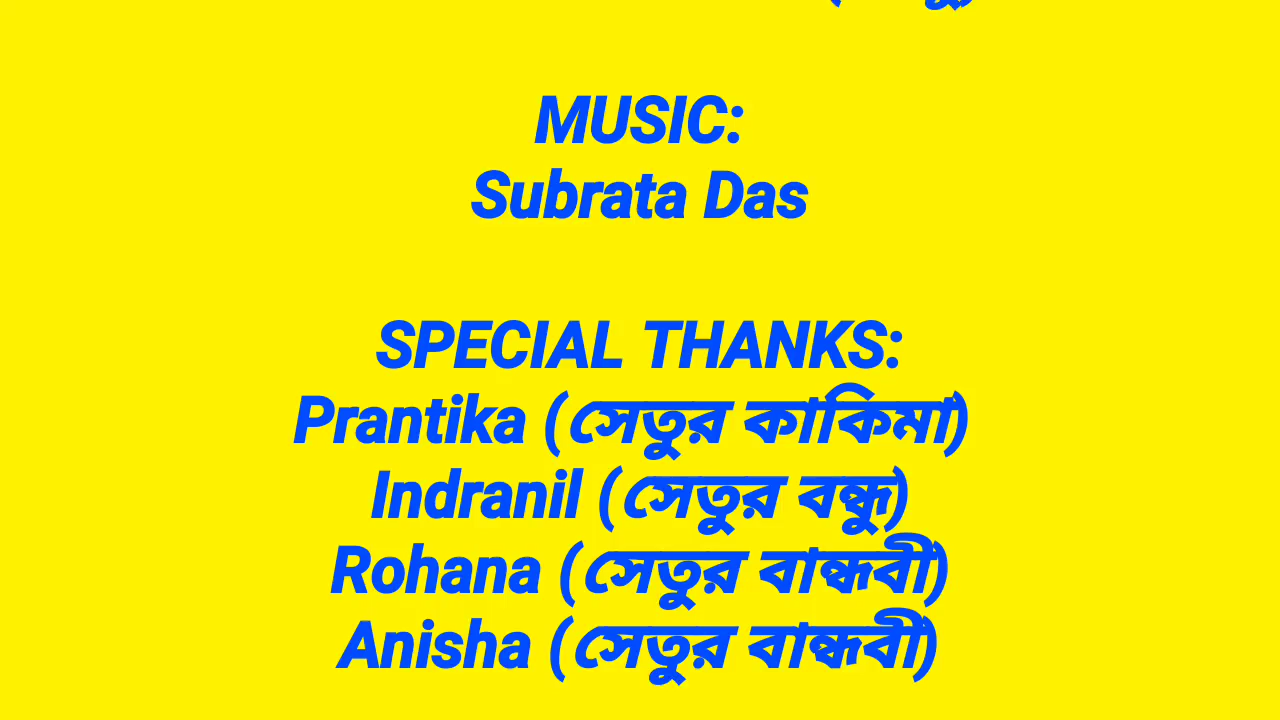 MUSIC:
Subrata Das
SPECIAL THANKS:
Prantika (সেতুর কাকিমা)
Indranil (সেতুর বন্ধু)
Rohana (সেতুর বান্ধবী)
Anisha (সেতুর বান্ধবী)